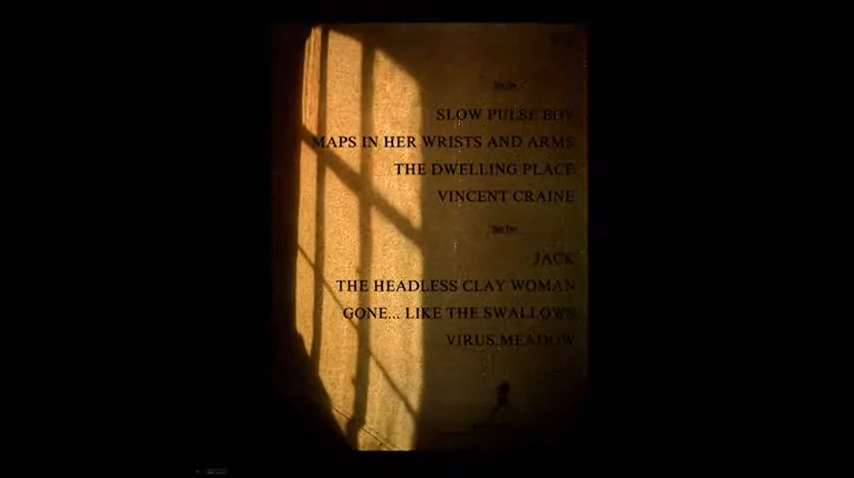 SLOW PULSE BOY
MAPS IN HER WRISTS AND ARMS
THE DWELLING PLACE
VINCENT CRAINE
JACK
THE HEADLESS CLAY WOMAN
GONE... LIKE THE SWALLOWS
VIRUS MEADOW